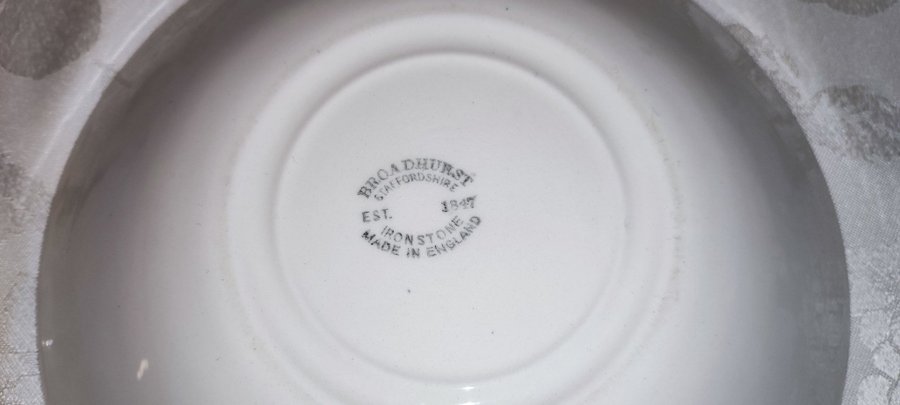 BROADHURST
STAFFORDSHIRE
EST. 1847
IRONSTONE
MADE IN ENGLAND